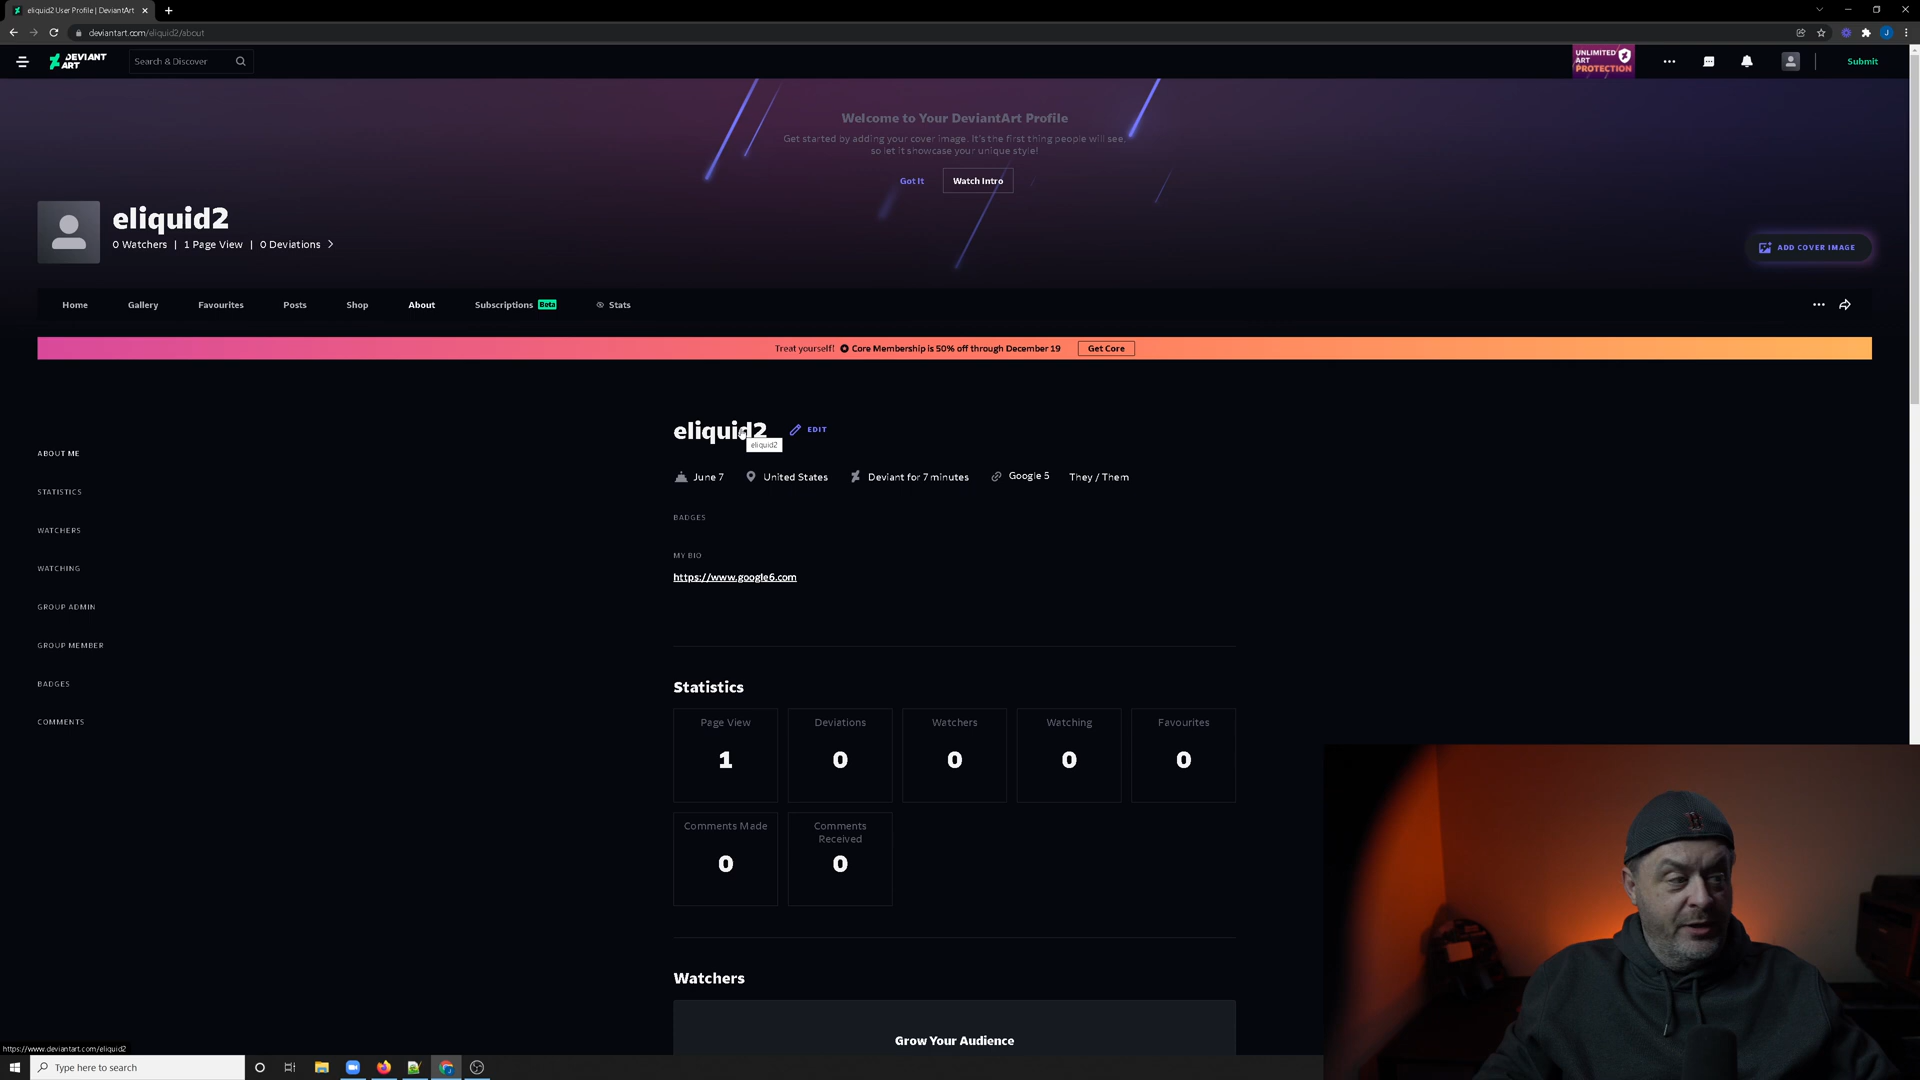 eliquid2 User Profile | DeviantArt
deviantart.com/eliquid2/about
DEVIANT
ART
Search & Discover
UNLIMITED
ART
PROTECTION
Submit
Welcome to Your DeviantArt Profile
Get started by adding your cover image. It's the first thing people will see,
so let it showcase your unique style!
Got It
Watch Intro
eliquid2
0 Watchers | 1 Page View | 0 Deviations
ADD COVER IMAGE
Home
Gallery
Favourites
Posts
Shop
About
Subscriptions Beta
Stats
Treat yourself! Core Membership is 50% off through December 19
Get Core
eliquid2
EDIT
eliquid2
June 7
United States
Deviant for 7 minutes
Google 5
They / Them
ABOUT ME
STATISTICS
WATCHERS
WATCHING
GROUP ADMIN
GROUP MEMBER
BADGES
COMMENTS
BADGES
MY BIO
https://www.google6.com
Statistics
Page View
1
Deviations
0
Watchers
0
Watching
0
Favourites
0
Comments Made
0
Comments
Received
0
Watchers
Grow Your Audience
https://www.deviantart.com/eliquid2
Type here to search